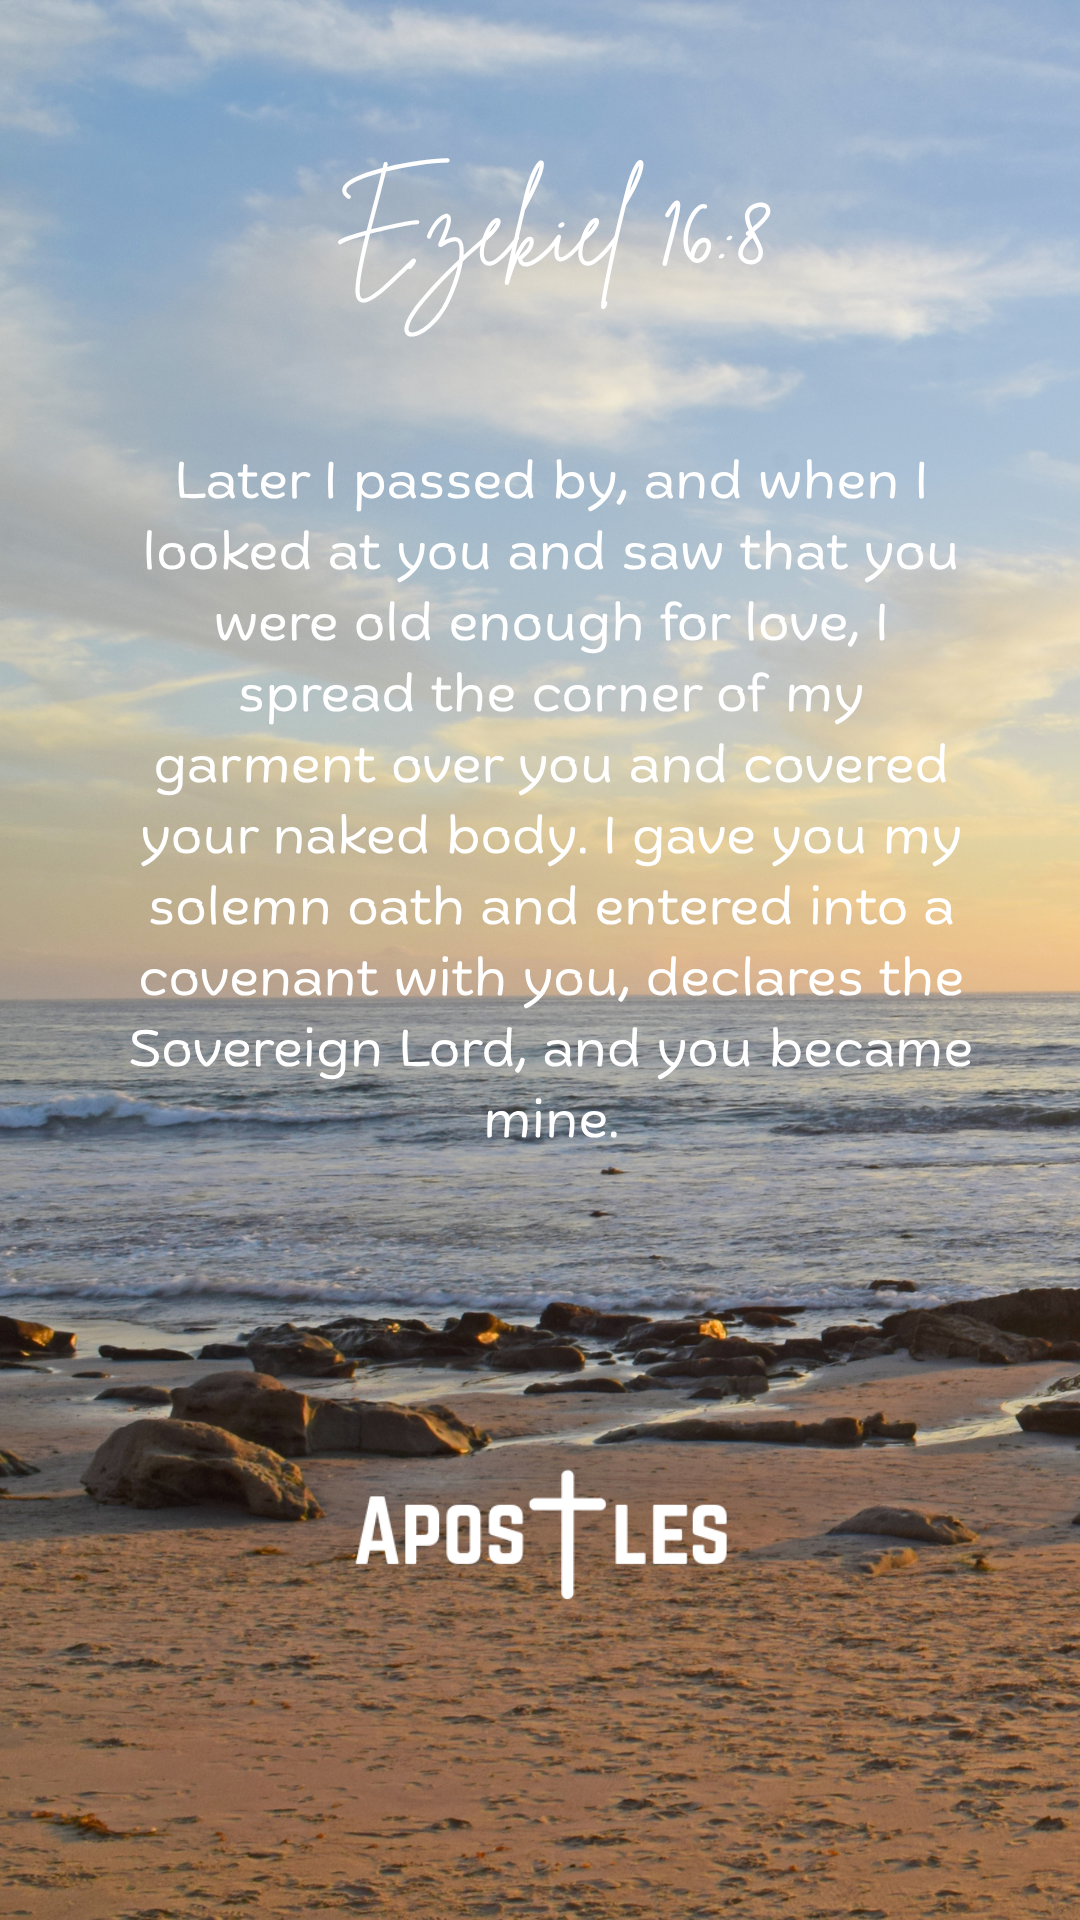 Ezekiel 16:8
Later I passed by, and when I
looked at you and saw that you
were old enough for love, I
spread the corner of my
garment over you and covered
your naked body. I gave you my
solemn oath and entered into a
covenant with you, declares the
Sovereign Lord, and you became
mine.
Apostles